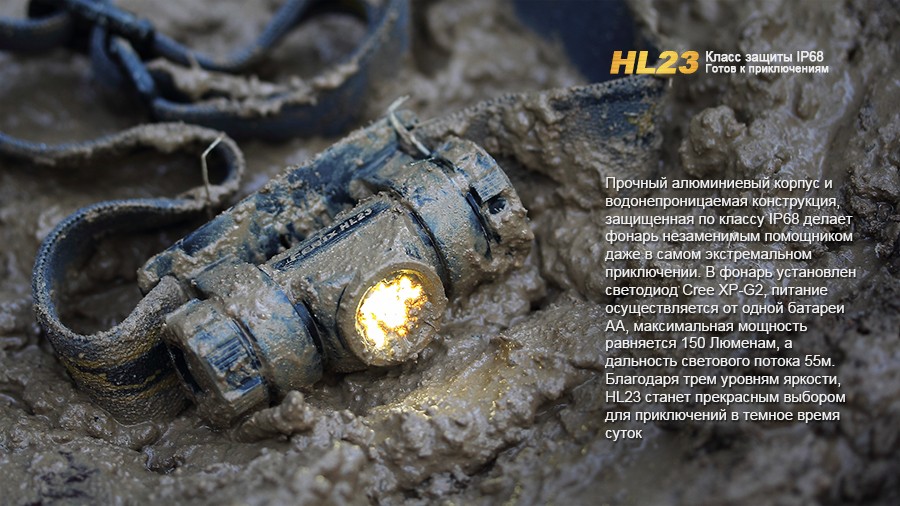 HL23 Класс защиты IP68
Готов к приключениям
Прочный алюминиевый корпус и
водонепроницаемая конструкция,
защищенная по классу IP68 делает
фонарь незаменимым помощником
даже в самом экстремальном
приключении. В фонарь установлен
светодиод Cree XP-G2, питание
осуществляется от одной батареи
АА, максимальная мощность
равняется 150 Люменам, а
дальность светового потока 55м.
Благодаря трем уровням яркости,
HL23 станет прекрасным выбором
для приключений в темное время
суток